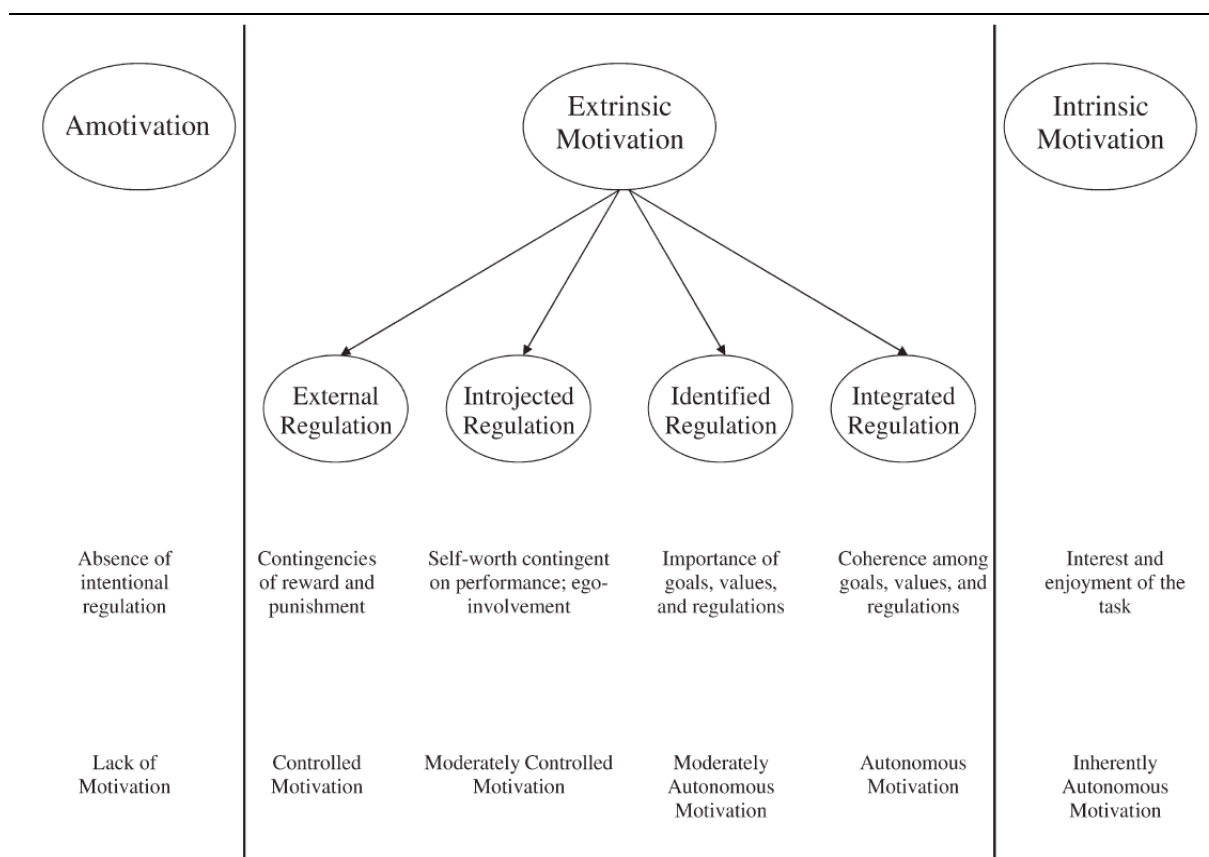 Amotivation
Extrinsic
Motivation
Intrinsic
Motivation
External
Regulation
Introjected
Regulation
Identified
Regulation
Integrated
Regulation
Absence of
intentional
regulation
Contingencies
of reward and
punishment
Self-worth contingent
on performance; ego-
involvement
Importance of
goals, values,
and regulations
Coherence among
goals, values, and
regulations
Interest and
enjoyment of the
task
Lack of
Motivation
Controlled
Motivation
Moderately Controlled
Motivation
Moderately
Autonomous
Motivation
Autonomous
Motivation
Inherently
Autonomous
Motivation